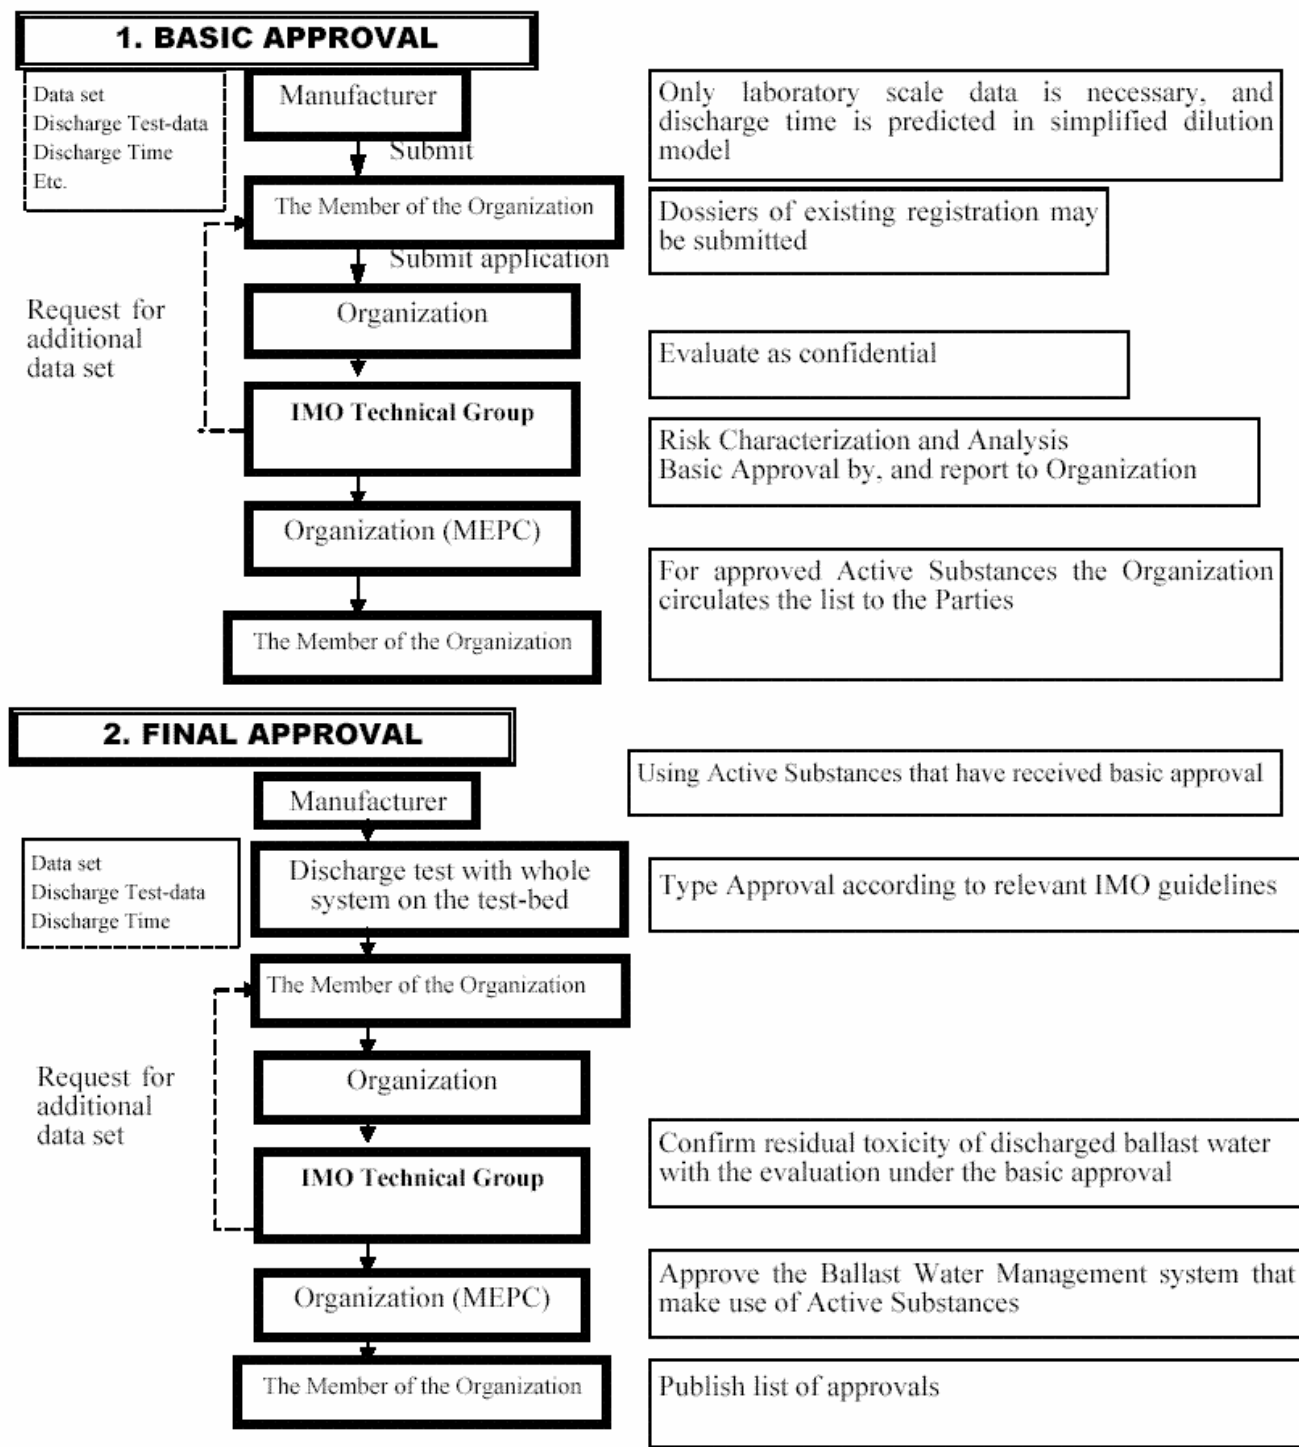 1. BASIC APPROVAL
Data set
Discharge Test-data
Discharge Time
Etc.
Manufacturer
Submit
The Member of the Organization
Submit application
Organization
Request for
additional
data set
IMO Technical Group
Organization (MEPC)
The Member of the Organization
Only laboratory scale data is necessary, and
discharge time is predicted in simplified dilution
model
Dossiers of existing registration may
be submitted
Evaluate as confidential
Risk Characterization and Analysis
Basic Approval by, and report to Organization
For approved Active Substances the Organization
circulates the list to the Parties
2. FINAL APPROVAL
Manufacturer
Data set
Discharge Test-data
Discharge Time
Discharge test with whole
system on the test-bed
The Member of the Organization
Organization
Request for
additional
data set
IMO Technical Group
Organization (MEPC)
The Member of the Organization
Using Active Substances that have received basic approval
Type Approval according to relevant IMO guidelines
Confirm residual toxicity of discharged ballast water
with the evaluation under the basic approval
Approve the Ballast Water Management system that
make use of Active Substances
Publish list of approvals